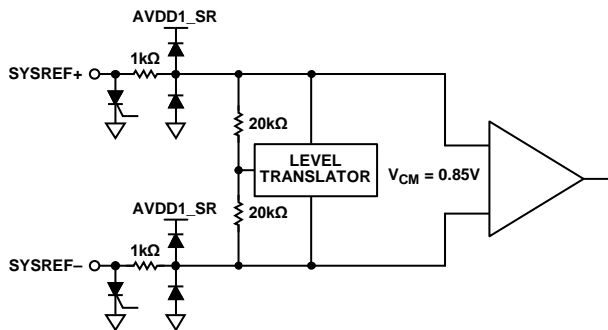 AVDD1_SR
1kΩ
SYSREF+
20kΩ
LEVEL
TRANSLATOR
VCM = 0.85V
20kΩ
AVDD1_SR
1kΩ
SYSREF–